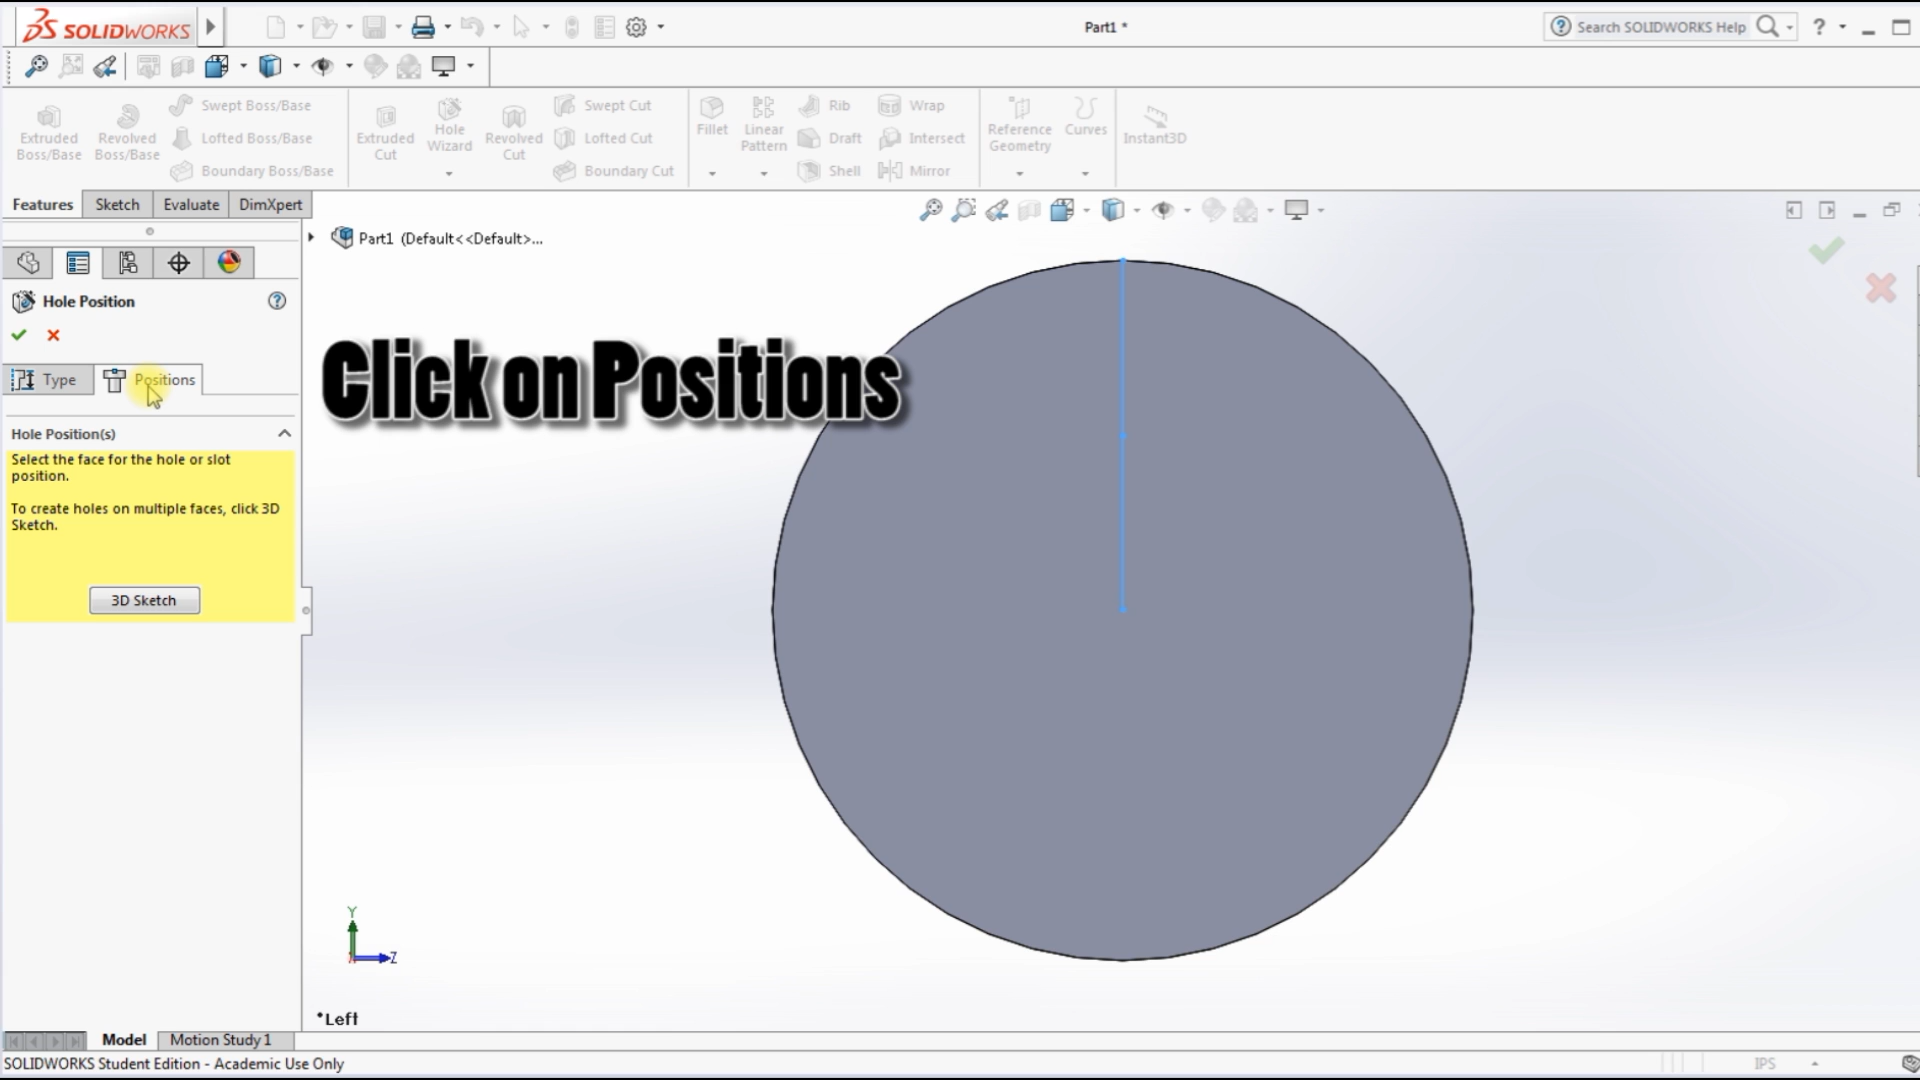 SOLIDWORKS
Part1 *
Search SOLIDWORKS Help
?
Extruded Boss/Base
Revolved Boss/Base
Swept Boss/Base
Lofted Boss/Base
Boundary Boss/Base
Extruded Cut
Hole Wizard
Revolved Cut
Swept Cut
Lofted Cut
Boundary Cut
Fillet
Linear Pattern
Rib
Draft
Shell
Wrap
Intersect
Mirror
Reference Geometry
Curves
Instant3D
Features
Sketch
Evaluate
DimXpert
Part1 (Default<<Default>...
Hole Position
?
Type
Positions
Click on Positions
Hole Position(s)
Select the face for the hole or slot
position.
To create holes on multiple faces, click 3D
Sketch.
3D Sketch
Y
Z
*Left
Model
Motion Study 1
SOLIDWORKS Student Edition - Academic Use Only
IPS